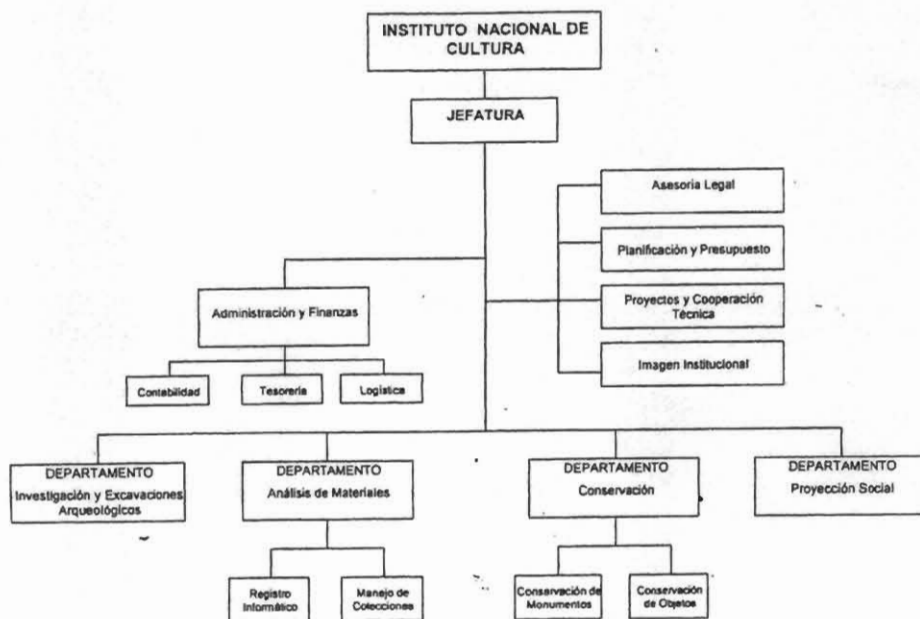 INSTITUTO NACIONAL DE
CULTURA
JEFATURA
Asesoría Legal
Planificación y Presupuesto
Administración y Finanzas
Proyectos y Cooperación
Técnica
Imagen Institucional
Contabilidad
Tesorería
Logística
DEPARTAMENTO
Investigación y Excavaciones
Arqueológicos
DEPARTAMENTO
Análisis de Materiales
DEPARTAMENTO
Conservación
DEPARTAMENTO
Proyección Social
Registro
Informático
Manejo de
Colecciones
Conservación de
Monumentos
Conservación
de Objetos